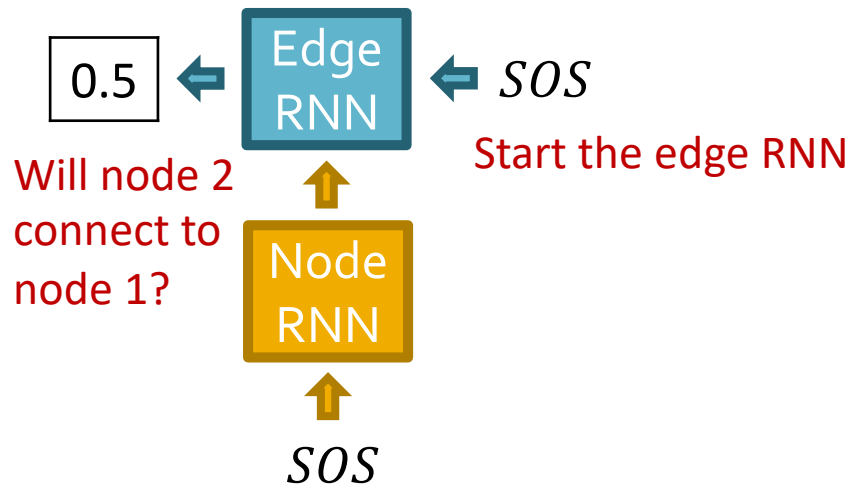 0.5
Edge
RNN
SOS
Start the edge RNN
Will node 2
connect to
node 1?
Node
RNN
SOS